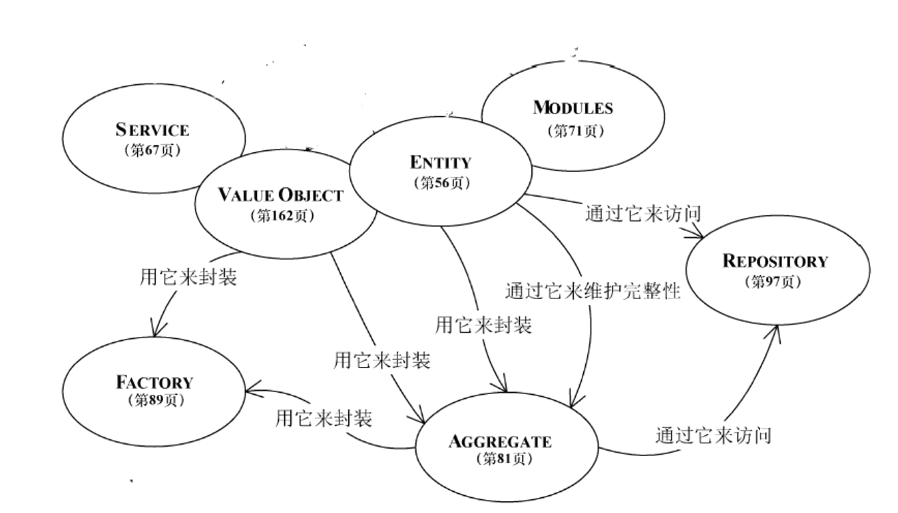 MODULES
(第71页)
SERVICE
(第67页)
ENTITY
(第56页)
VALUE OBJECT
(第162页)
通过它来访问
REPOSITORY
(第97页)
用它来封装
通过它来维护完整性
用它来封装
用它来封装
FACTORY
(第89页)
用它来封装
通过它来访问
AGGREGATE
(第81页)